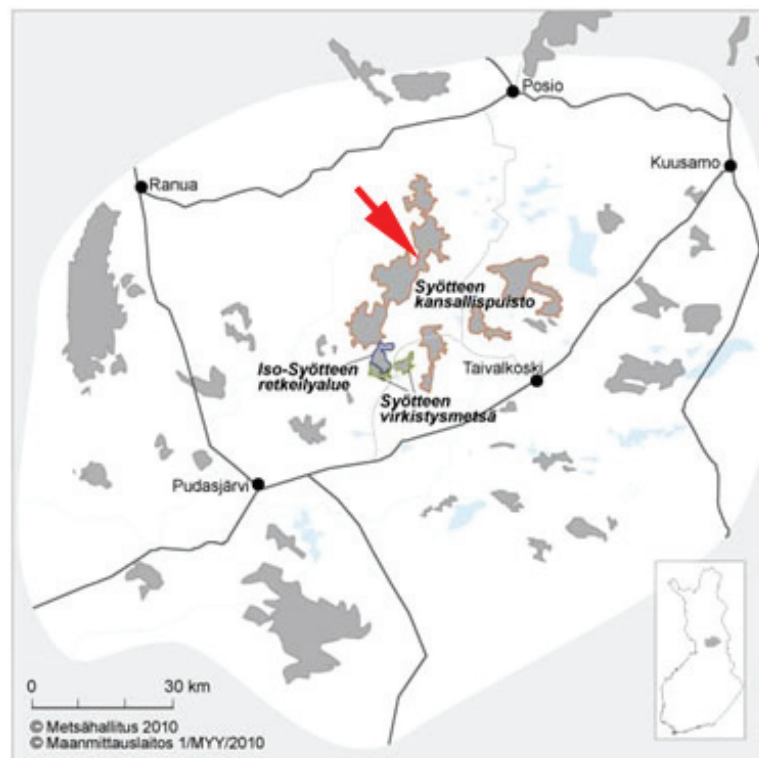 Posio
Kuusamo
Ranua
Syötteen
kansallispuisto
Iso-Syötteen
retkeilyalue
Taivalkoski
Syötteen
virkistysmetsä
Pudasjärvi
0 30 km
© Metsähallitus 2010
© Maanmittauslaitos 1/MYY/2010